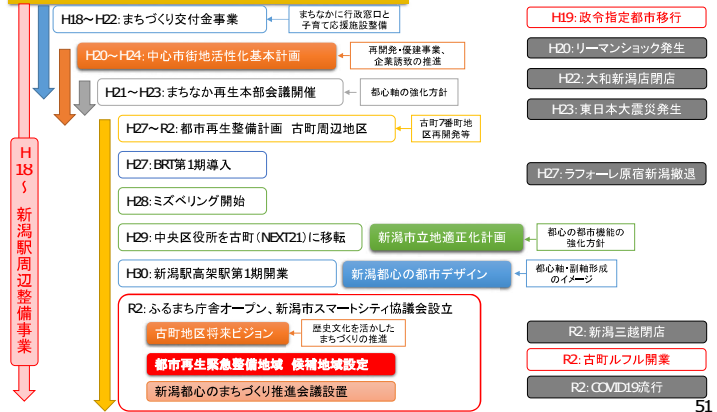 H18～H22：まちづくり交付金事業
まちなかに行政窓口と
子育て応援施設整備
H19：政令指定都市移行
H20～H24：中心市街地活性化基本計画
再開発・優建事業、
企業誘致の推進
H20：リーマンショック発生
H21～H23：まちなか再生本部会議開催
都心軸の強化方針
H22：大和新潟店閉店
H23：東日本大震災発生
H27～R2：都市再生整備計画　古町周辺地区
古町7番町地
区再開発等
H18～　新潟駅周辺整備事業
H27：BRT第1期導入
H27：ラフォーレ原宿新潟撤退
H28：ミズベリング開始
H29：中央区役所を古町（NEXT21）に移転
新潟市立地適正化計画
都心の都市機能の
強化方針
H30：新潟駅高架駅第1期開業
新潟都心の都市デザイン
都心軸・副軸形成
のイメージ
R2：ふるまち庁舎オープン、新潟市スマートシティ協議会設立
古町地区将来ビジョン
歴史文化を活かした
まちづくりの推進
R2：新潟三越閉店
都市再生緊急整備地域　候補地域設定
R2：古町ルフル開業
新潟都心のまちづくり推進会議設置
R2：COVID19流行
51